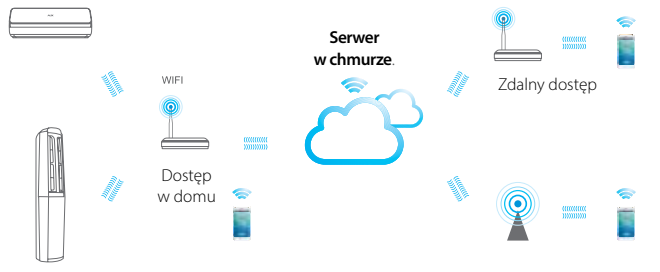 Serwer
w chmurze.
WIFI
Zdalny dostęp
Dostęp
w domu